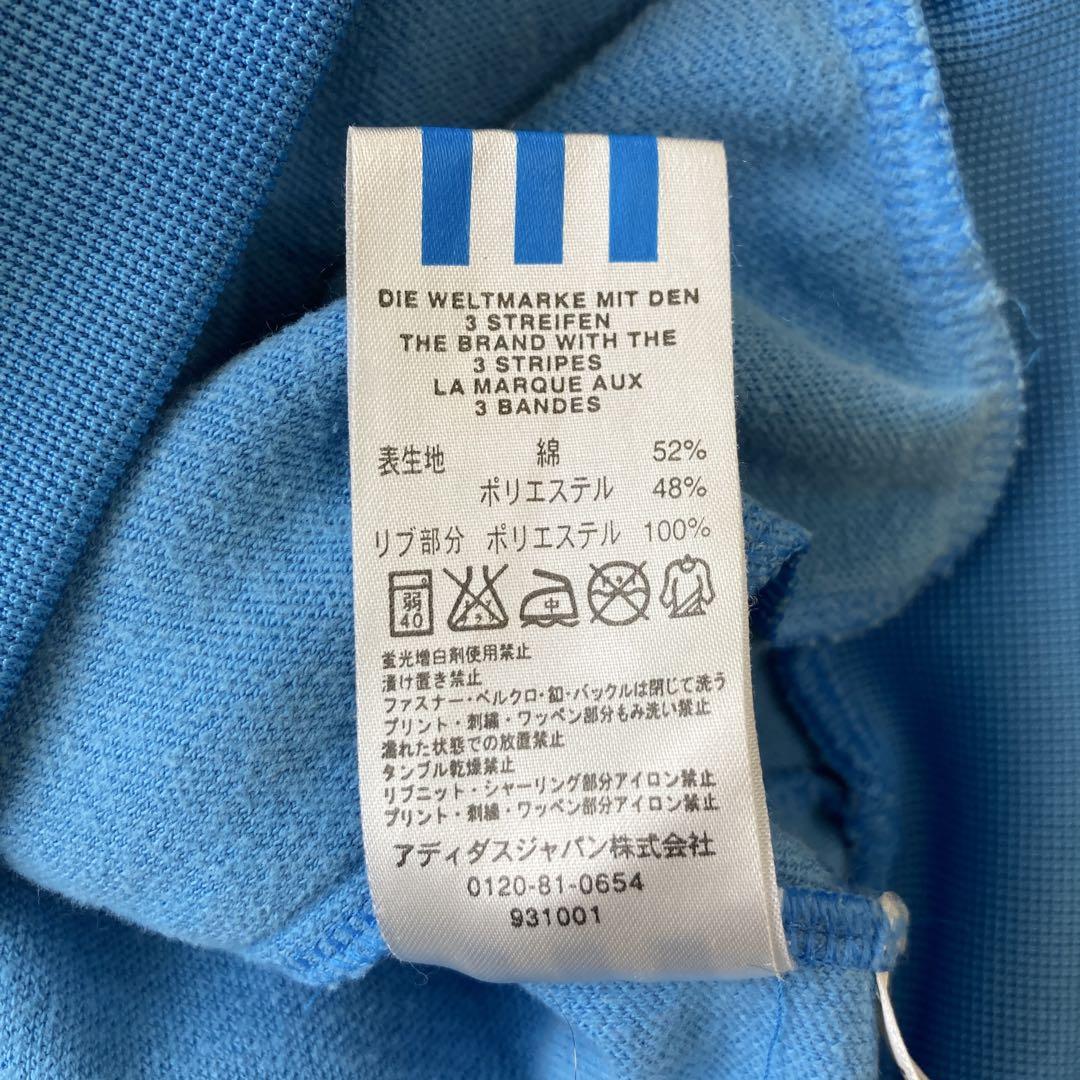 DIE WELTMARKE MIT DEN
3 STREIFEN
THE BRAND WITH THE
3 STRIPES
LA MARQUE AUX
3 BANDES
表生地 綿 52%
ポリエステル 48%
リブ部分 ポリエステル 100%
弱 中
40
蛍光増白剤使用禁止
漬け置き禁止
ファスナー・ベルクロ・釦・バックルは閉じて洗う
プリント・刺繍・ワッペン部分もみ洗い禁止
濡れた状態での放置禁止
タンブル乾燥禁止
リブニット・シャーリング部分アイロン禁止
プリント・刺繍・ワッペン部分アイロン禁止
アディダスジャパン株式会社
0120-81-0654
931001